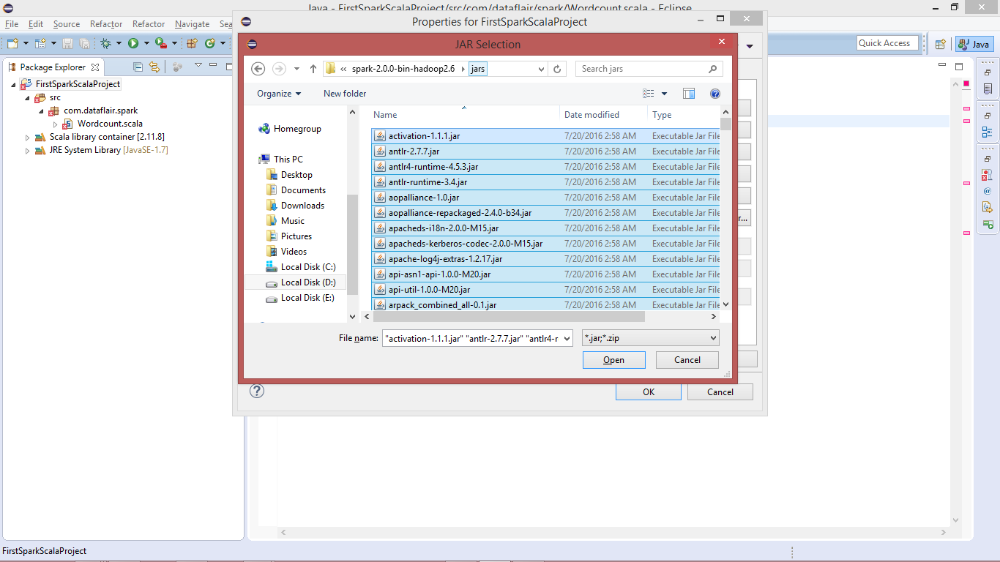 Java - FirstSparkScalaProject/src/com/dataflair/spark/Wordcount.scala - Eclipse
File Edit Source Refactor Refactor Navigate Sea
Properties for FirstSparkScalaProject
JAR Selection
Quick Access
Java
Package Explorer
FirstSparkScalaProject
src
com.dataflair.spark
Wordcount.scala
Scala library container [2.11.8]
JRE System Library [JavaSE-1.7]
spark-2.0.0-bin-hadoop2.6 jars
Search jars
Organize New folder
Homegroup
This PC
Desktop
Documents
Downloads
Music
Pictures
Videos
Local Disk (C:)
Local Disk (D:)
Local Disk (E:)
Name Date modified Type
activation-1.1.1.jar 7/20/2016 2:58 AM Executable Jar File
antlr-2.7.7.jar 7/20/2016 2:58 AM Executable Jar File
antlr4-runtime-4.5.3.jar 7/20/2016 2:58 AM Executable Jar File
antlr-runtime-3.4.jar 7/20/2016 2:58 AM Executable Jar File
aopalliance-1.0.jar 7/20/2016 2:58 AM Executable Jar File
aopalliance-repackaged-2.4.0-b34.jar 7/20/2016 2:58 AM Executable Jar File
apacheds-i18n-2.0.0-M15.jar 7/20/2016 2:58 AM Executable Jar File
apacheds-kerberos-codec-2.0.0-M15.jar 7/20/2016 2:58 AM Executable Jar File
apache-log4j-extras-1.2.17.jar 7/20/2016 2:58 AM Executable Jar File
api-asn1-api-1.0.0-M20.jar 7/20/2016 2:58 AM Executable Jar File
api-util-1.0.0-M20.jar 7/20/2016 2:58 AM Executable Jar File
arpack_combined_all-0.1.jar 7/20/2016 2:58 AM Executable Jar File
r...
File name: "activation-1.1.1.jar" "antlr-2.7.7.jar" "antlr4-r
*.jar;*.zip
Open Cancel
OK Cancel
FirstSparkScalaProject